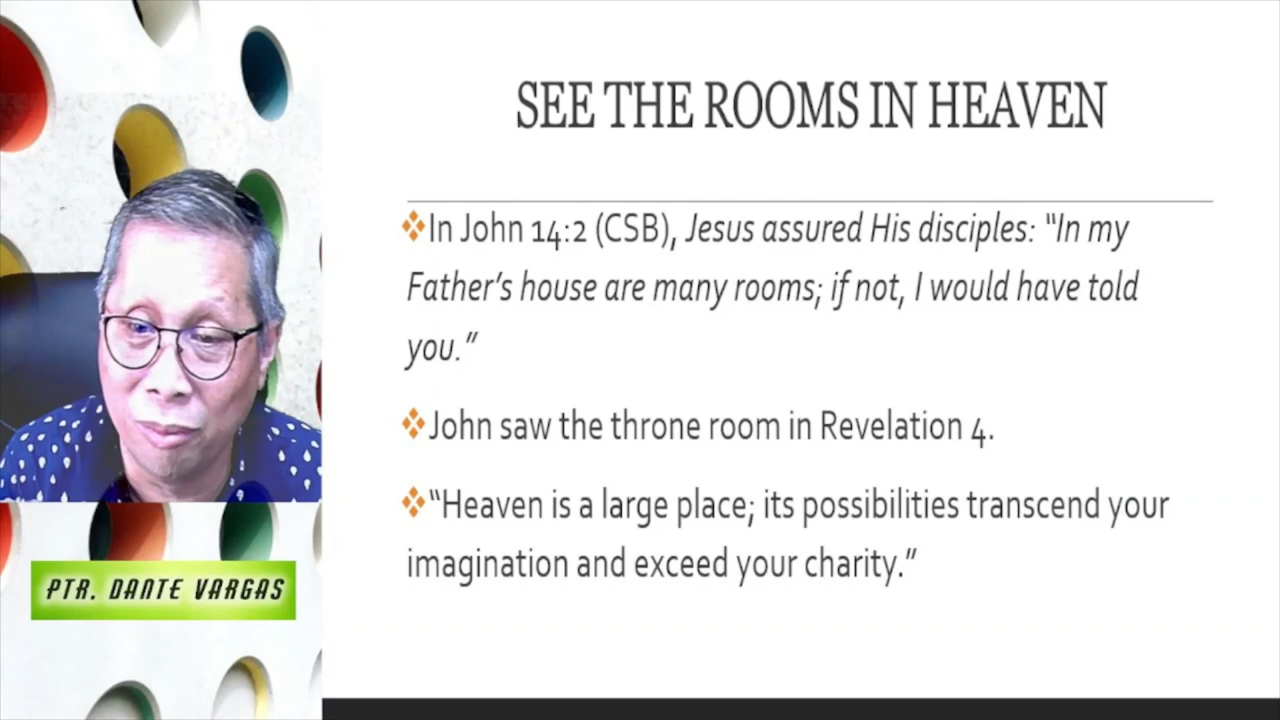 SEE THE ROOMS IN HEAVEN
❖In John 14:2 (CSB), Jesus assured His disciples: “In my
Father’s house are many rooms; if not, I would have told
you.”
❖John saw the throne room in Revelation 4.
❖“Heaven is a large place; its possibilities transcend your
imagination and exceed your charity.”
PTR. DANTE VARGAS